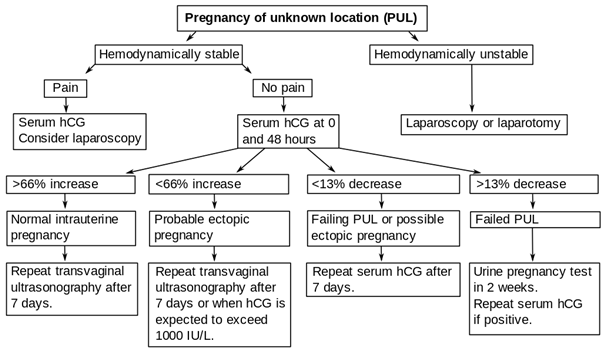 Pregnancy of unknown location (PUL)
Hemodynamically stable
Hemodynamically unstable
Pain
No pain
Serum hCG
Consider laparoscopy
Serum hCG at 0
and 48 hours
Laparoscopy or laparotomy
>66% increase
<66% increase
<13% decrease
>13% decrease
Normal intrauterine
pregnancy
Probable ectopic
pregnancy
Failing PUL or possible
ectopic pregnancy
Failed PUL
Repeat transvaginal
ultrasonography after
7 days.
Repeat transvaginal
ultrasonography after
7 days or when hCG is
expected to exceed
1000 IU/L.
Repeat serum hCG after
7 days.
Urine pregnancy test
in 2 weeks.
Repeat serum hCG
if positive.